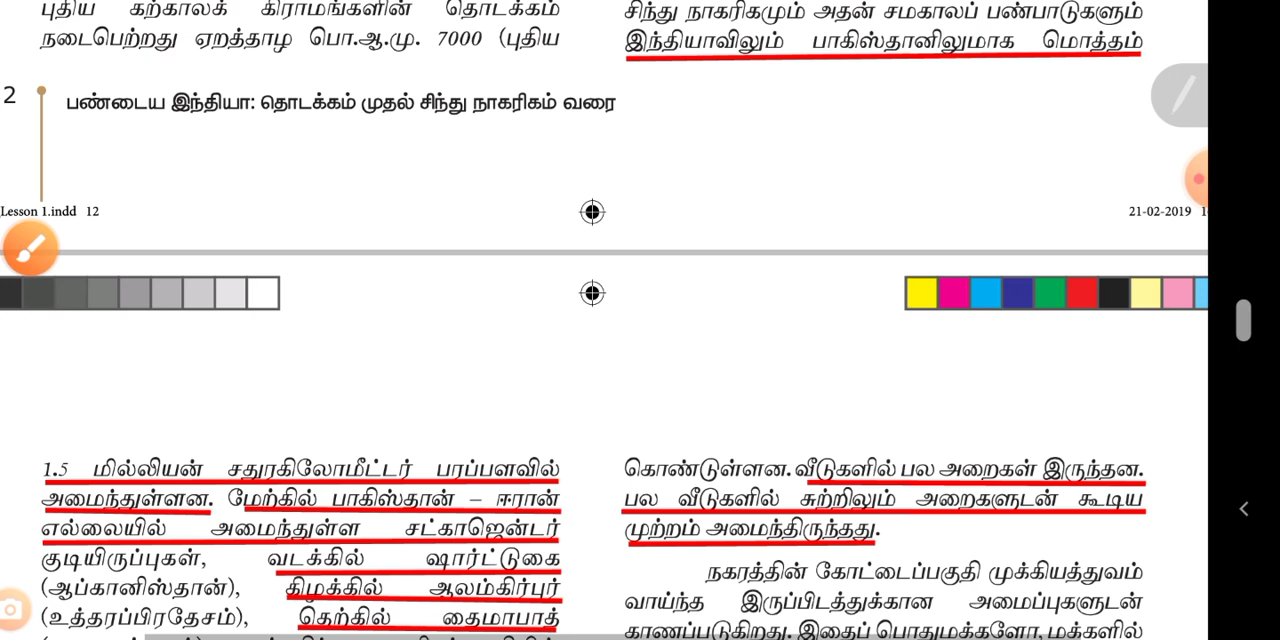 புதிய கற்காலக் கிராமங்களின் தொடக்கம்
நடைபெற்றது ஏறத்தாழ பொ.ஆ.மு. 7000 (புதிய
சிந்து நாகரிகமும் அதன் சமகாலப் பண்பாடுகளும்
இந்தியாவிலும் பாகிஸ்தானிலுமாக மொத்தம்
2
பண்டைய இந்தியா: தொடக்கம் முதல் சிந்து நாகரிகம் வரை
Lesson 1.indd 12
21-02-2019
1.5 மில்லியன் சதுரகிலோமீட்டர் பரப்பளவில்
அமைந்துள்ளன. மேற்கில் பாகிஸ்தான் – ஈரான்
எல்லையில் அமைந்துள்ள சட்காஜென்டர்
குடியிருப்புகள், வடக்கில் ஷார்ட்டுகை
(ஆப்கானிஸ்தான்), கிழக்கில் ஆலம்கிர்புர்
(உத்தரப்பிரதேசம்), தெற்கில் தைமாபாத்
கொண்டுள்ளன. வீடுகளில் பல அறைகள் இருந்தன.
பல வீடுகளில் சுற்றிலும் அறைகளுடன் கூடிய
முற்றம் அமைந்திருந்தது.
நகரத்தின் கோட்டைப்பகுதி முக்கியத்துவம்
வாய்ந்த இருப்பிடத்துக்கான அமைப்புகளுடன்
காணப்படுகிறது. இதைப் பொதுமக்களோ, மக்களில்